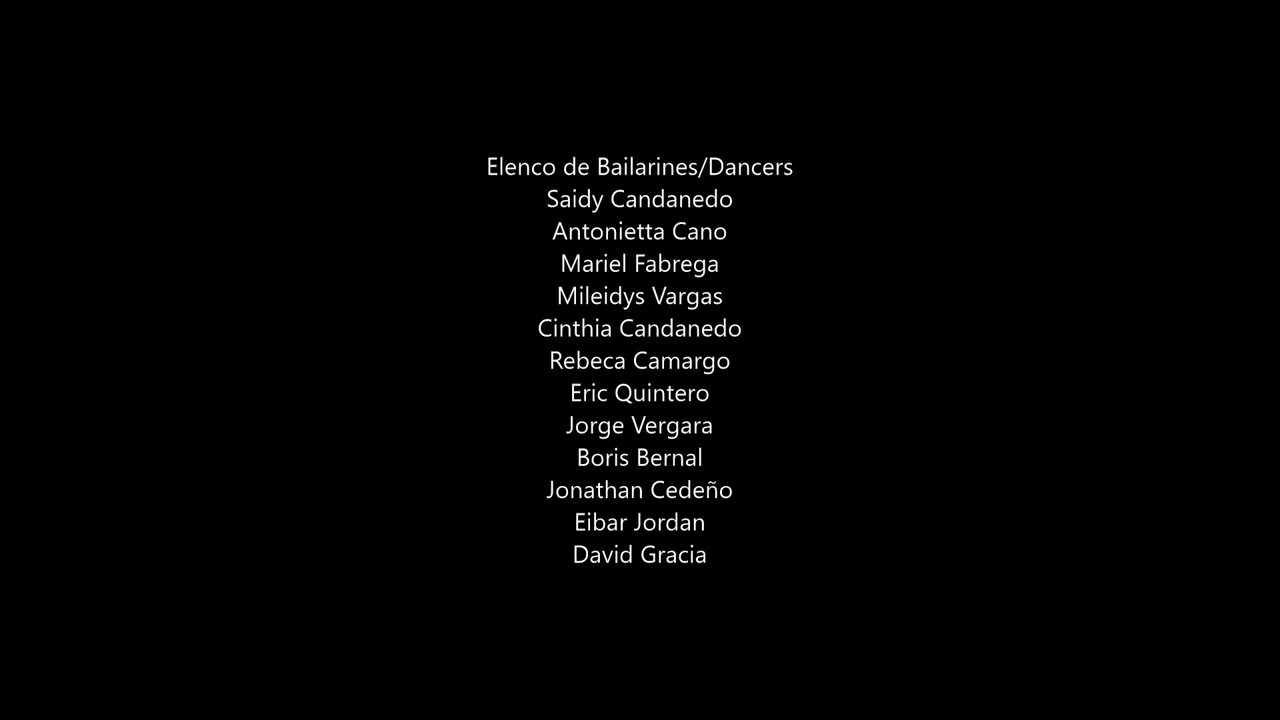 Elenco de Bailarines/Dancers
Saidy Candanedo
Antonietta Cano
Mariel Fabrega
Mileidys Vargas
Cinthia Candanedo
Rebeca Camargo
Eric Quintero
Jorge Vergara
Boris Bernal
Jonathan Cedeño
Eibar Jordan
David Gracia